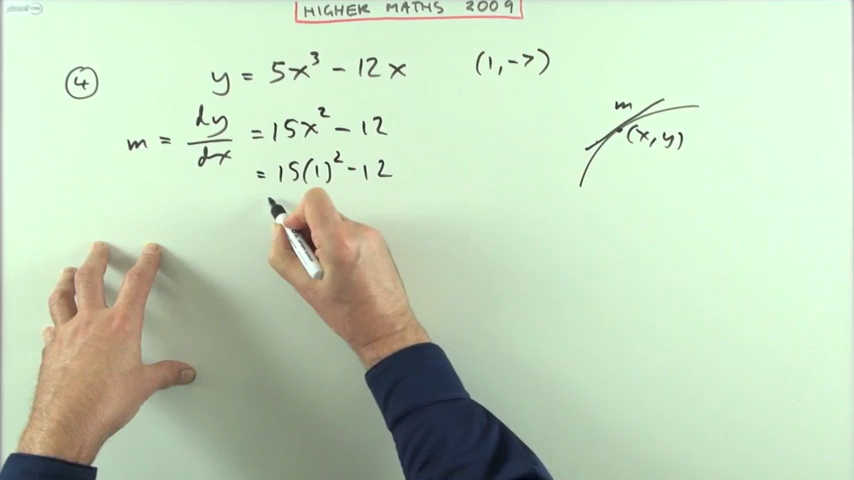 HIGHER MATHS 2009
④ y = 5x³ - 12x (1, -7)
m = dy/dx = 15x² - 12
= 15(1)² - 12
m
(x, y)